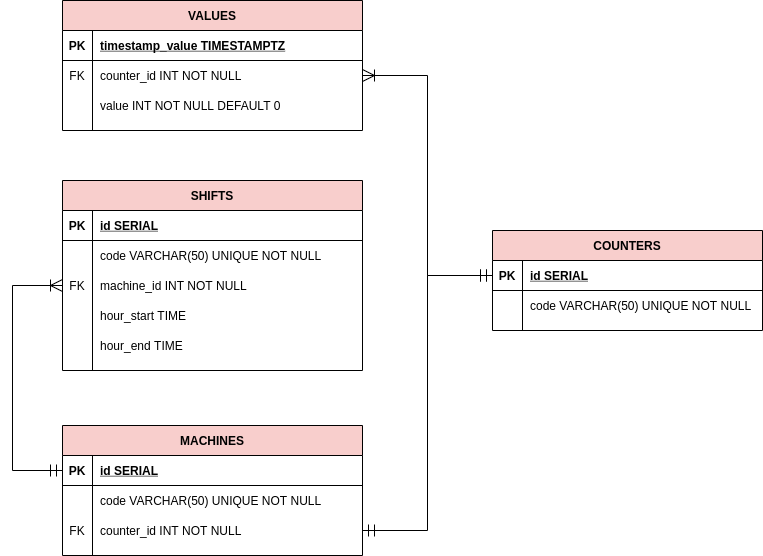 VALUES
PK timestamp_value TIMESTAMPTZ
FK counter_id INT NOT NULL
value INT NOT NULL DEFAULT 0
SHIFTS
PK id SERIAL
code VARCHAR(50) UNIQUE NOT NULL
FK machine_id INT NOT NULL
hour_start TIME
hour_end TIME
COUNTERS
PK id SERIAL
code VARCHAR(50) UNIQUE NOT NULL
MACHINES
PK id SERIAL
code VARCHAR(50) UNIQUE NOT NULL
FK counter_id INT NOT NULL